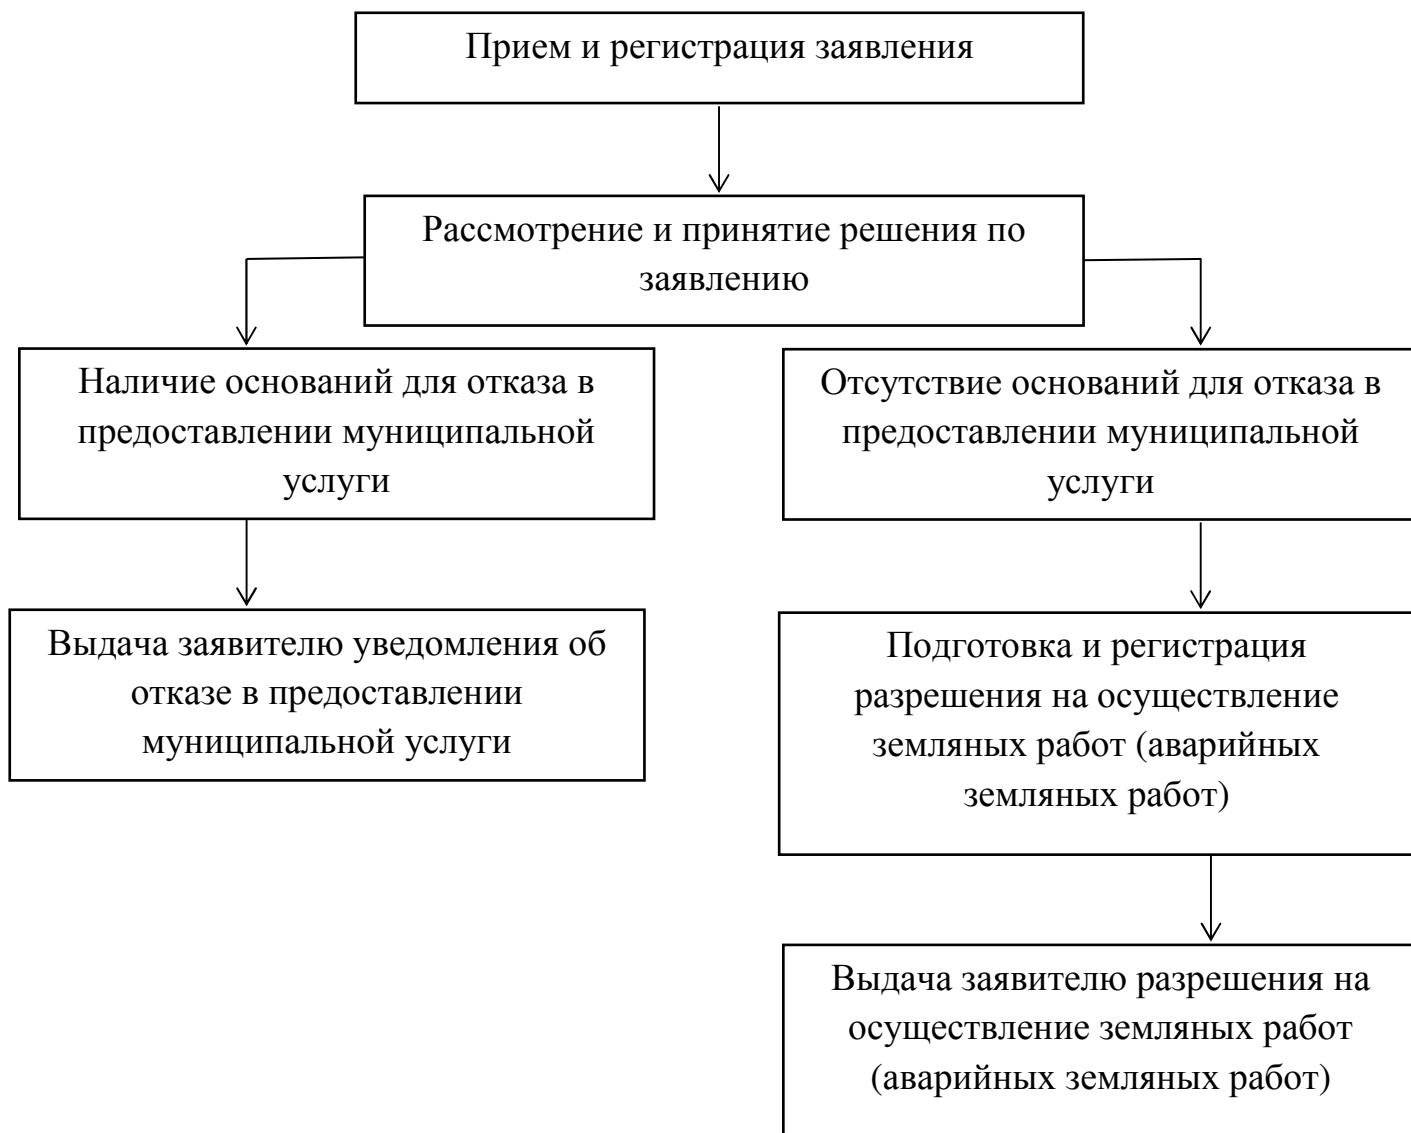 Прием и регистрация заявления
Рассмотрение и принятие решения по
заявлению
Наличие оснований для отказа в
предоставлении муниципальной
услуги
Отсутствие оснований для отказа в
предоставлении муниципальной
услуги
Выдача заявителю уведомления об
отказе в предоставлении
муниципальной услуги
Подготовка и регистрация
разрешения на осуществление
земляных работ (аварийных
земляных работ)
Выдача заявителю разрешения на
осуществление земляных работ
(аварийных земляных работ)